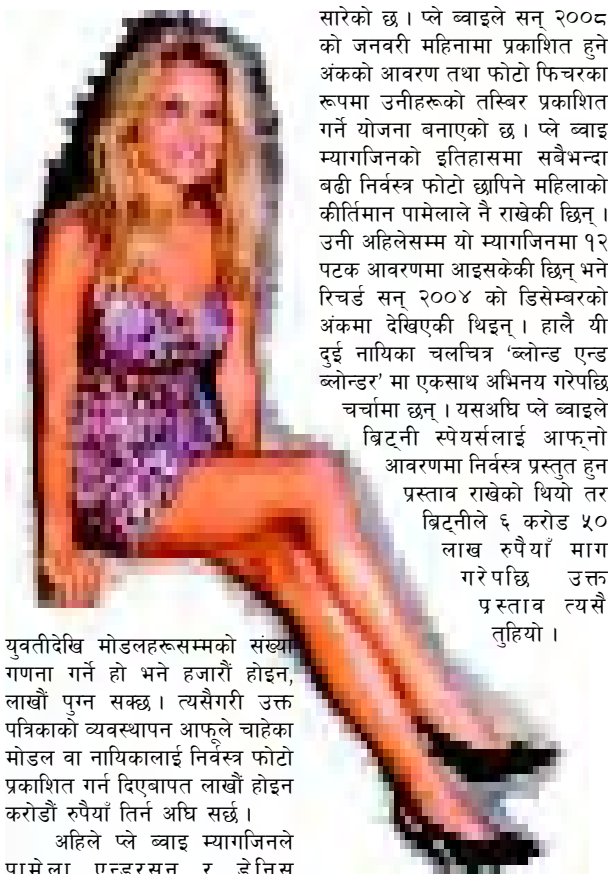 युवतीदेखि मोडलहरूसम्मको संख्या
गणना गर्ने हो भने हजारौं होइन,
लाखौं पुग्न सक्छ । त्यसैगरी उक्त
पत्रिकाको व्यवस्थापन आफूले चाहेका
मोडल वा नायिकालाई निर्वस्त्र फोटो
प्रकाशित गर्न दिएबापत लाखौं होइन
करोडौं रुपैयाँ तिर्न अघि सर्छ ।
अहिले प्ले ब्वाइ म्यागजिनले
पामेला एन्डरसन र डेनिस
सारेको छ । प्ले ब्वाइले सन् २००८
को जनवरी महिनामा प्रकाशित हुने
अंकको आवरण तथा फोटो फिचरका
रूपमा उनीहरूको तस्बिर प्रकाशित
गर्ने योजना बनाएको छ । प्ले ब्वाइ
म्यागजिनको इतिहासमा सबैभन्दा
बढी निर्वस्त्र फोटो छापिने महिलाको
कीर्तिमान पामेलाले नै राखेकी छिन् ।
उनी अहिलेसम्म यो म्यागजिनमा १२
पटक आवरणमा आइसकेकी छिन् भने
रिचर्ड सन् २००४ को डिसेम्बरको
अंकमा देखिएकी थिइन् । हालै यी
दुई नायिका चलचित्र ‘ब्लोन्ड एन्ड
ब्लोन्डर’ मा एकसाथ अभिनय गरेपछि
चर्चामा छन् । यसअघि प्ले ब्वाइले
ब्रिट्नी स्पेयर्सलाई आफ्नो
आवरणमा निर्वस्त्र प्रस्तुत हुन
प्रस्ताव राखेको थियो तर
ब्रिट्नीले ६ करोड ५०
लाख रुपैयाँ माग
गरेपछि उक्त
प्रस्ताव त्यसै
तुहियो ।